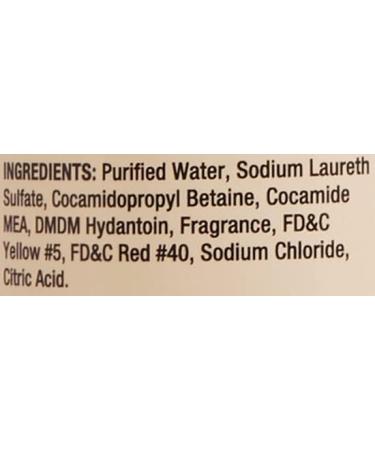 INGREDIENTS: Purified Water, Sodium Laureth
Sulfate, Cocamidopropyl Betaine, Cocamide
MEA, DMDM Hydantoin, Fragrance, FD&C
Yellow #5, FD&C Red #40, Sodium Chloride,
Citric Acid.